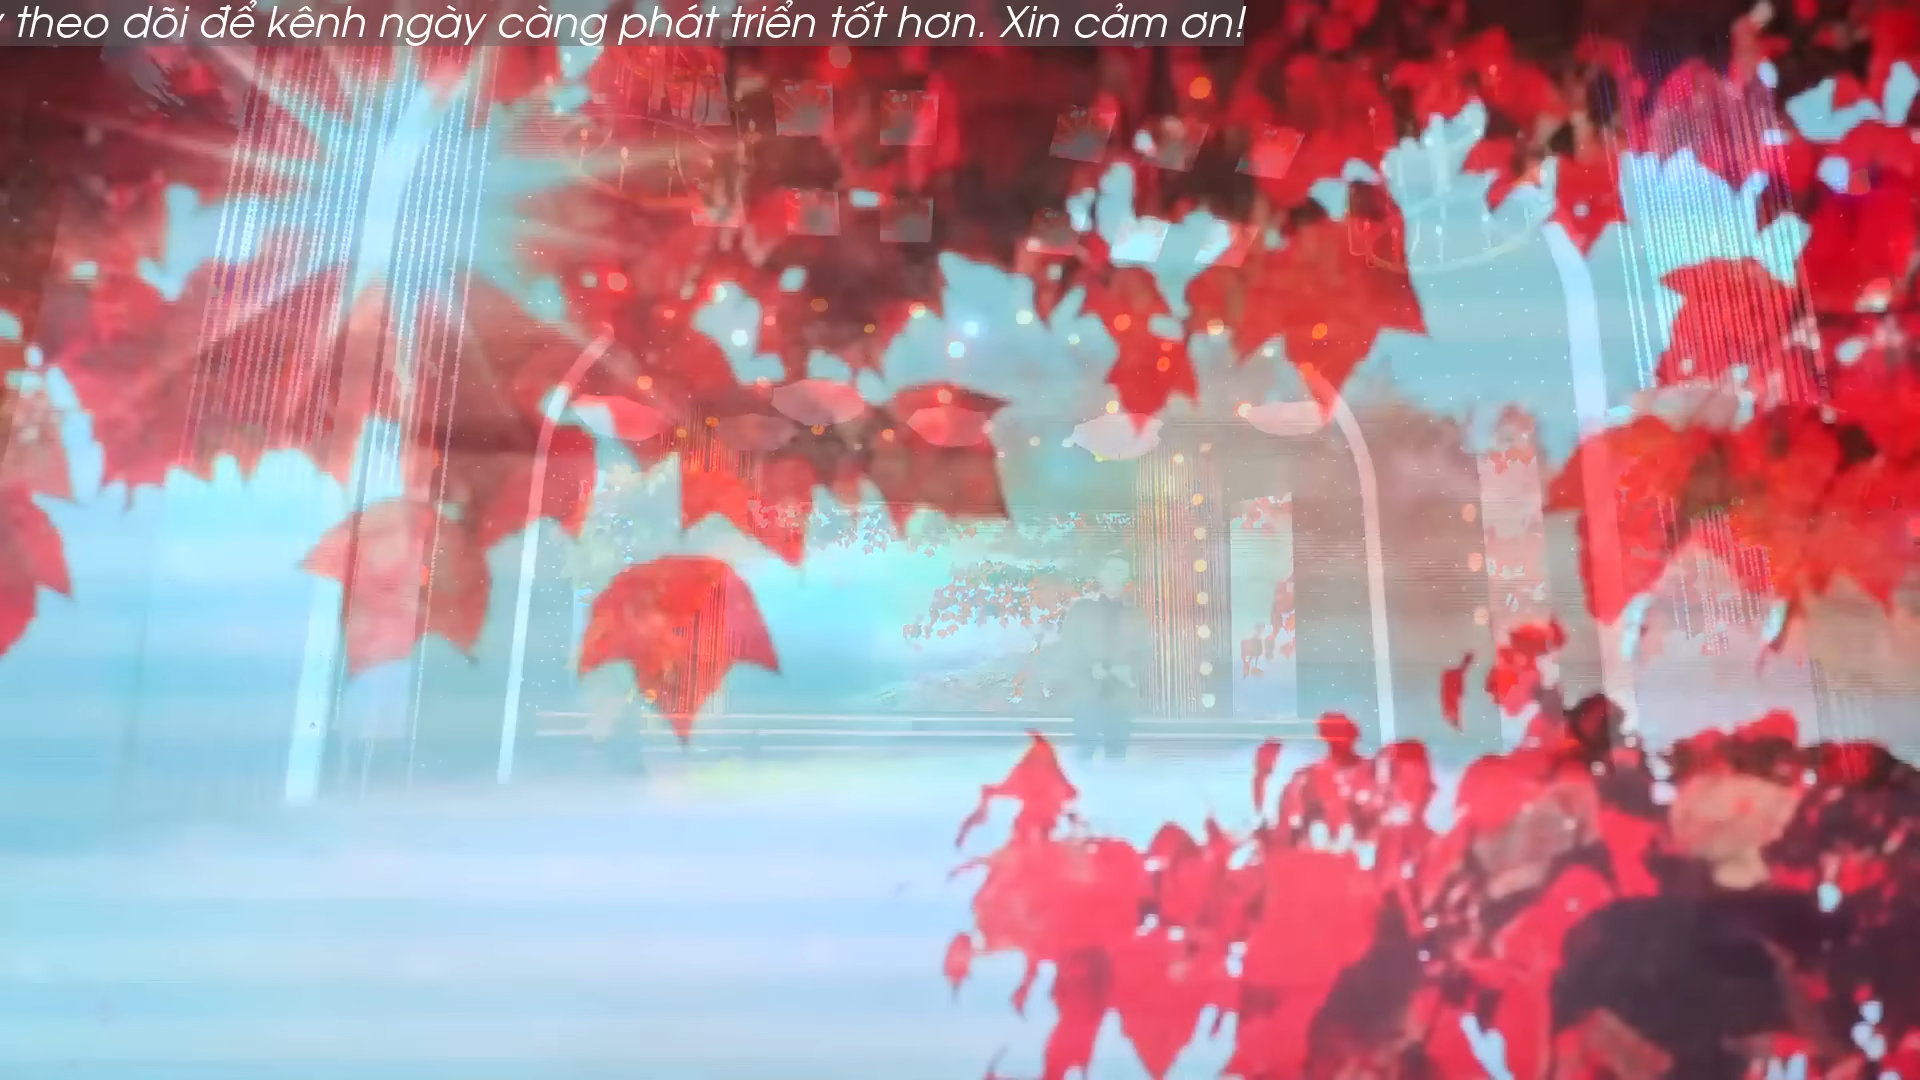 theo dõi để kênh ngày càng phát triển tốt hơn. Xin cảm ơn!